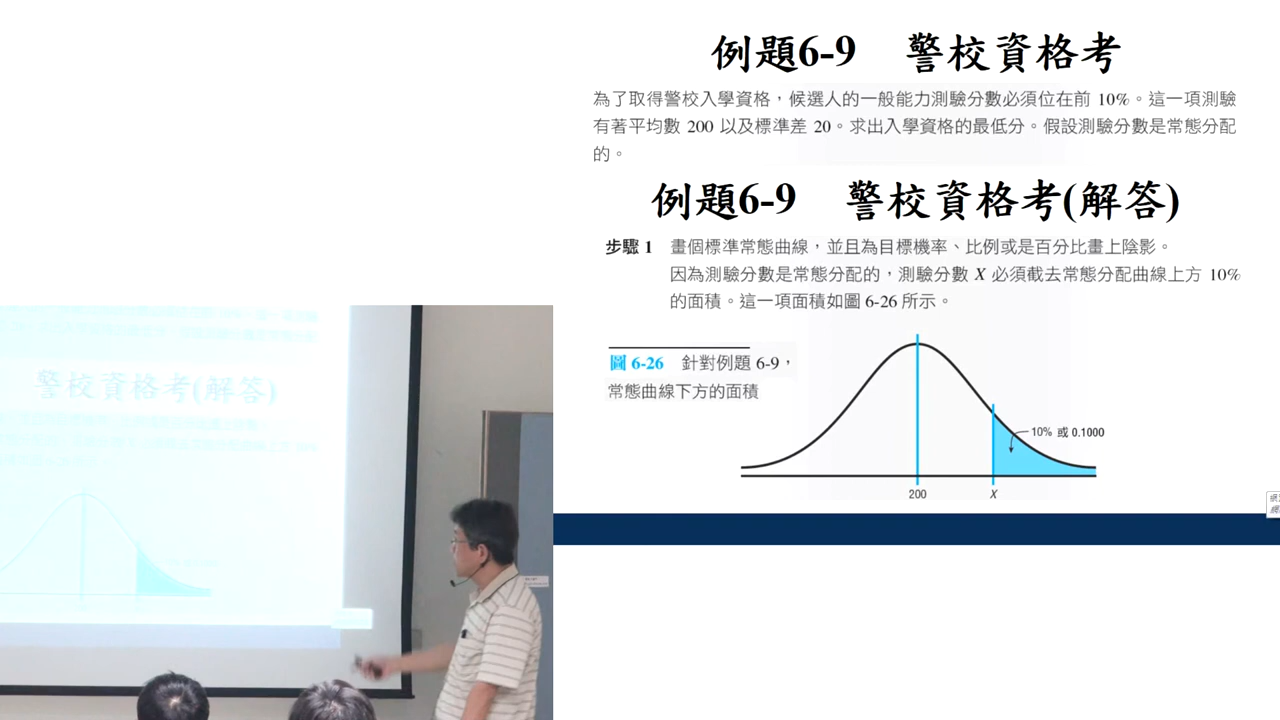 例題6-9 警校資格考
為了取得警校入學資格，候選人的一般能力測驗分數必須位在前 10%。這一項測驗
有著平均數 200 以及標準差 20。求出入學資格的最低分。假設測驗分數是常態分配
的。
例題6-9 警校資格考(解答)
步驟 1 畫個標準常態曲線，並且為目標機率、比例或是百分比畫上陰影。
因為測驗分數是常態分配的，測驗分數 X 必須截去常態分配曲線上方 10%
的面積。這一項面積如圖 6-26 所示。
圖 6-26 針對例題 6-9，
常態曲線下方的面積
10% 或 0.1000
200
X
警校資格考(解答)